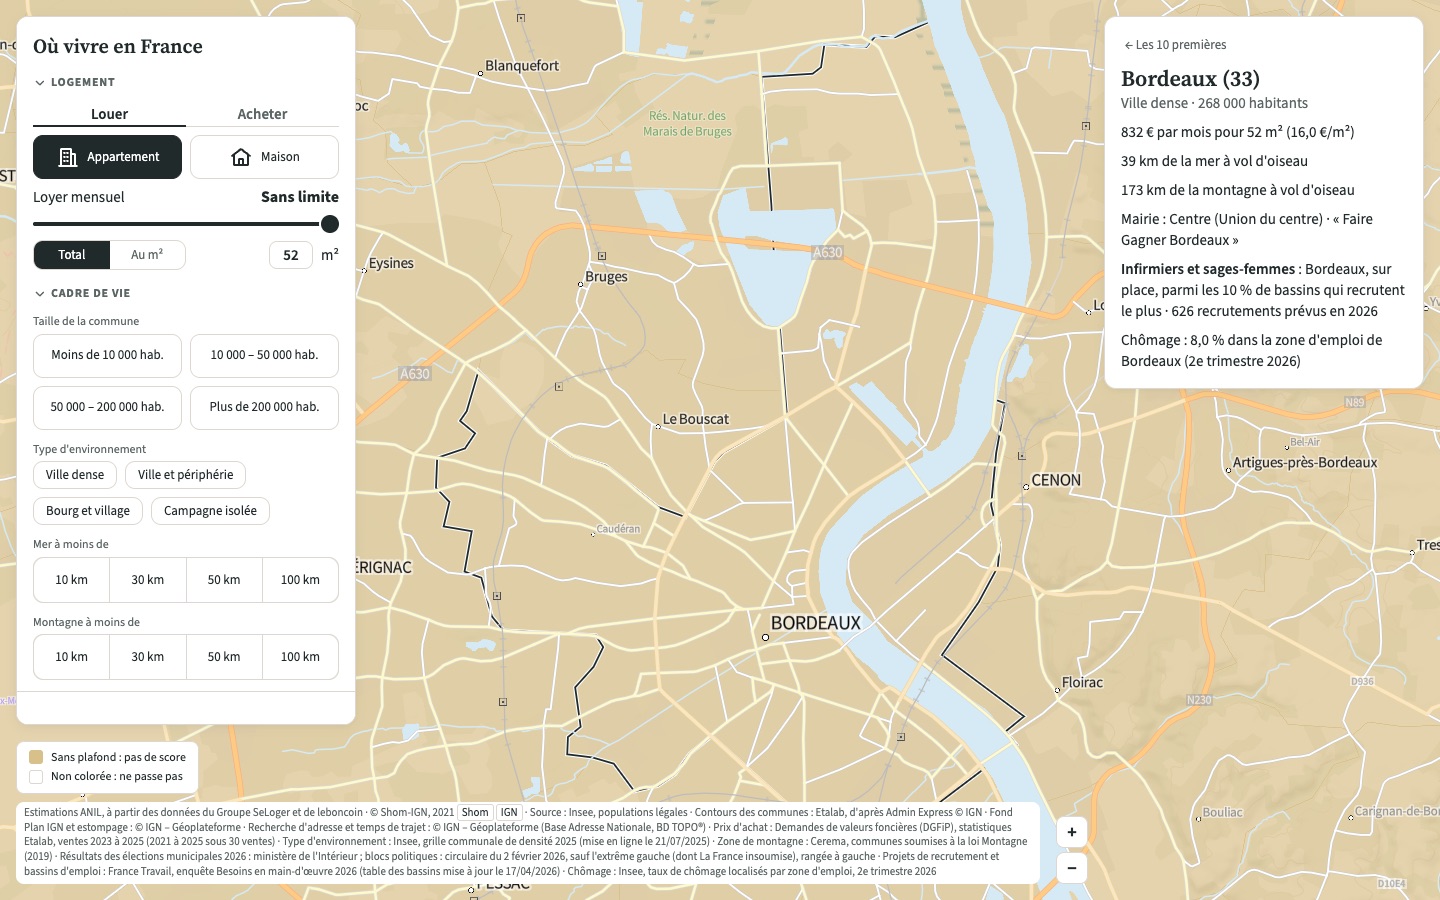 Où vivre en France
LOGEMENT
Louer
Acheter
Appartement
Maison
Loyer mensuel
Sans limite
Total
Au m²
52
m²
CADRE DE VIE
Taille de la commune
Moins de 10 000 hab.
10 000 – 50 000 hab.
50 000 – 200 000 hab.
Plus de 200 000 hab.
Type d'environnement
Ville dense
Ville et périphérie
Bourg et village
Campagne isolée
Mer à moins de
10 km
30 km
50 km
100 km
Montagne à moins de
10 km
30 km
50 km
100 km
Sans plafond : pas de score
Non colorée : ne passe pas
Blanquefort
Rés. Natur. des
Marais de Bruges
Eysines
Bruges
A630
A630
Le Bouscat
Caudéran
ÉRIGNAC
BORDEAUX
CENON
Floirac
Artigues-près-Bordeaux
Bel-Air
N89
Tres
D936
N230
Bouliac
Carignan-de-Bor
D10E4
PESSAC
← Les 10 premières
Bordeaux (33)
Ville dense · 268 000 habitants
832 € par mois pour 52 m² (16,0 €/m²)
39 km de la mer à vol d'oiseau
173 km de la montagne à vol d'oiseau
Mairie : Centre (Union du centre) · « Faire
Gagner Bordeaux »
Infirmiers et sages-femmes : Bordeaux, sur
place, parmi les 10 % de bassins qui recrutent
le plus · 626 recrutements prévus en 2026
Chômage : 8,0 % dans la zone d'emploi de
Bordeaux (2e trimestre 2026)
Estimations ANIL, à partir des données du Groupe SeLoger et de leboncoin · © Shom-IGN, 2021 Shom IGN · Source : Insee, populations légales · Contours des communes : Etalab, d'après Admin Express © IGN · Fond
Plan IGN et estompage : © IGN – Géoplateforme · Recherche d'adresse et temps de trajet : © IGN – Géoplateforme (Base Adresse Nationale, BD TOPO®) · Prix d'achat : Demandes de valeurs foncières (DGFiP), statistiques
Etalab, ventes 2023 à 2025 (2021 à 2025 sous 30 ventes) · Type d'environnement : Insee, grille communale de densité 2025 (mise en ligne le 21/07/2025) · Zone de montagne : Cerema, communes soumises à la loi Montagne
(2019) · Résultats des élections municipales 2026 : ministère de l'Intérieur ; blocs politiques : circulaire du 2 février 2026, sauf l'extrême gauche (dont La France insoumise), rangée à gauche · Projets de recrutement et
bassins d'emploi : France Travail, enquête Besoins en main-d'œuvre 2026 (table des bassins mise à jour le 17/04/2026) · Chômage : Insee, taux de chômage localisés par zone d'emploi, 2e trimestre 2026
+
−